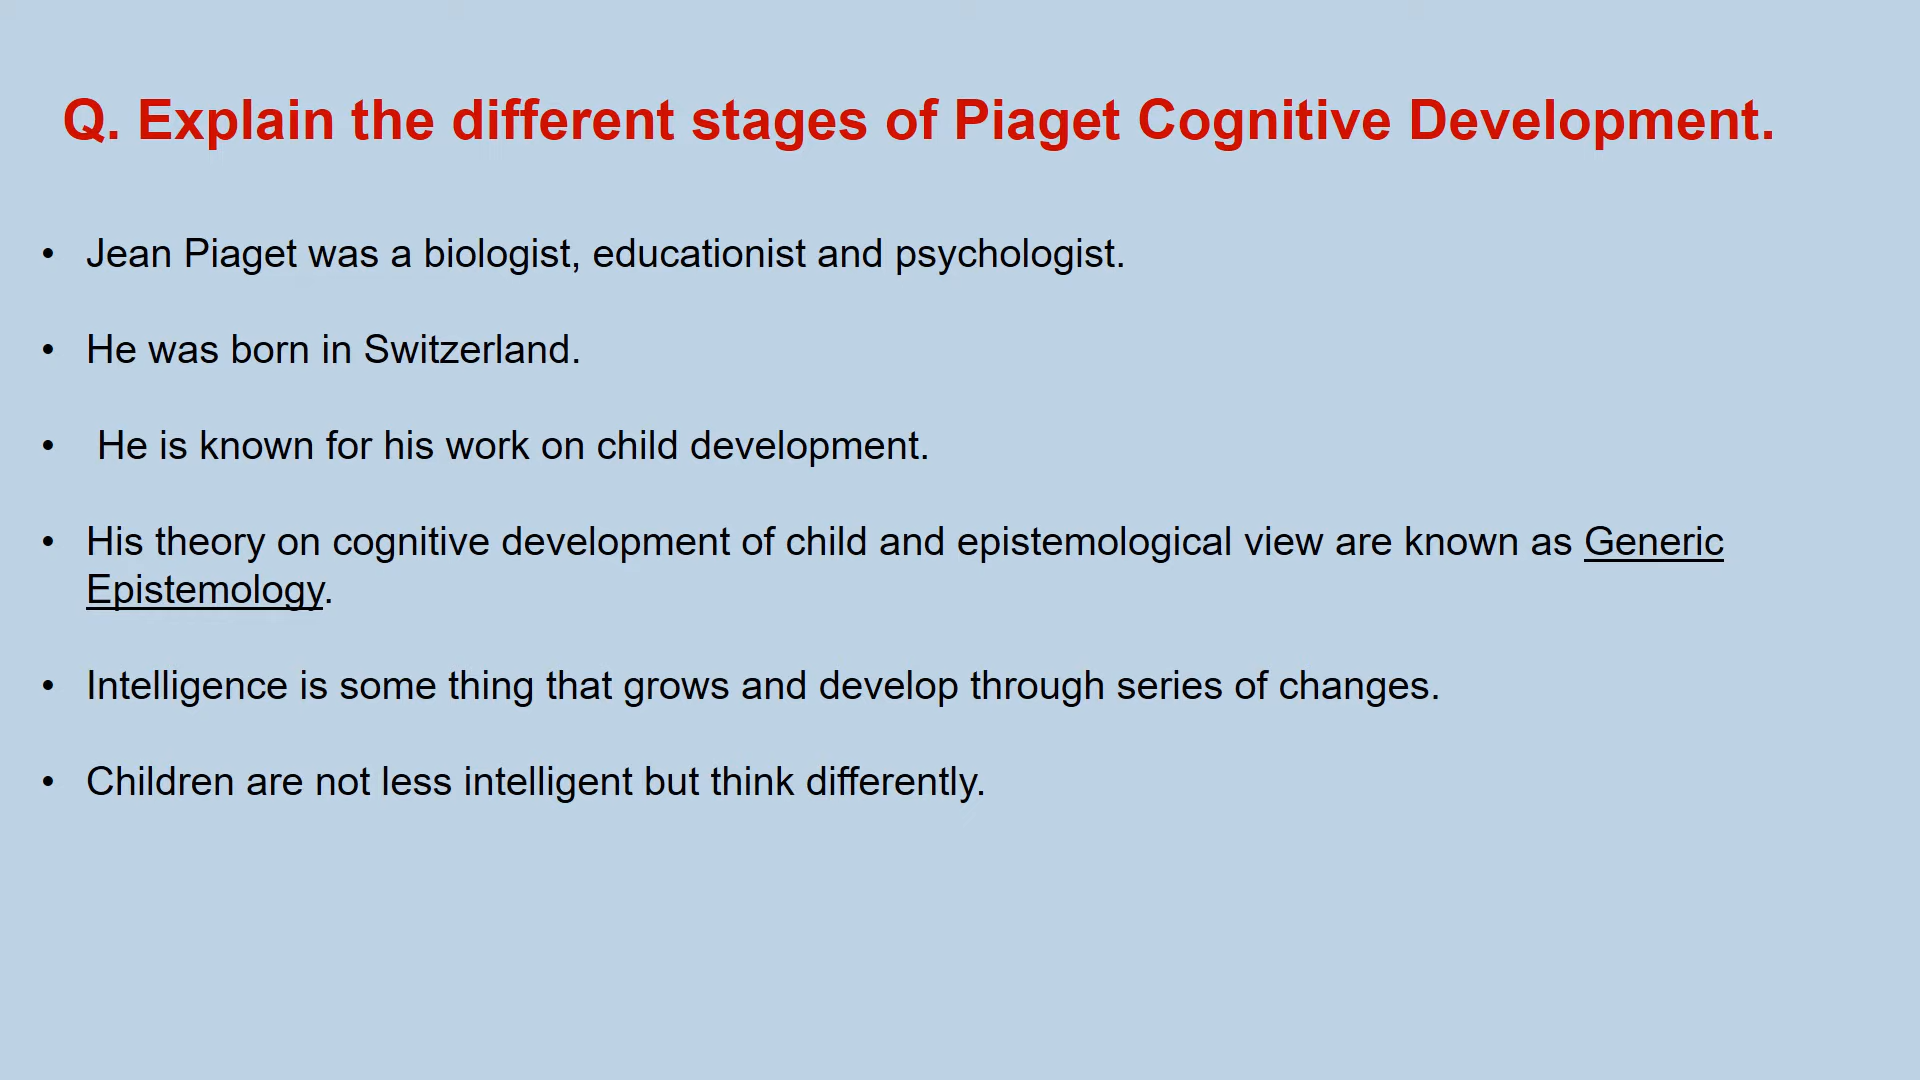 Q. Explain the different stages of Piaget Cognitive Development.
• Jean Piaget was a biologist, educationist and psychologist.
• He was born in Switzerland.
• He is known for his work on child development.
• His theory on cognitive development of child and epistemological view are known as Generic
Epistemology.
• Intelligence is some thing that grows and develop through series of changes.
• Children are not less intelligent but think differently.